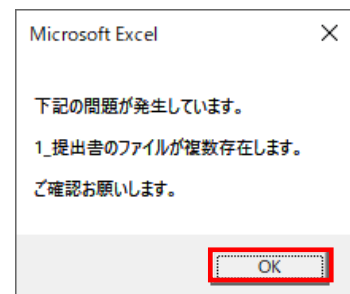 Microsoft Excel
下記の問題が発生しています。
1_提出書のファイルが複数存在します。
ご確認お願いします。
OK